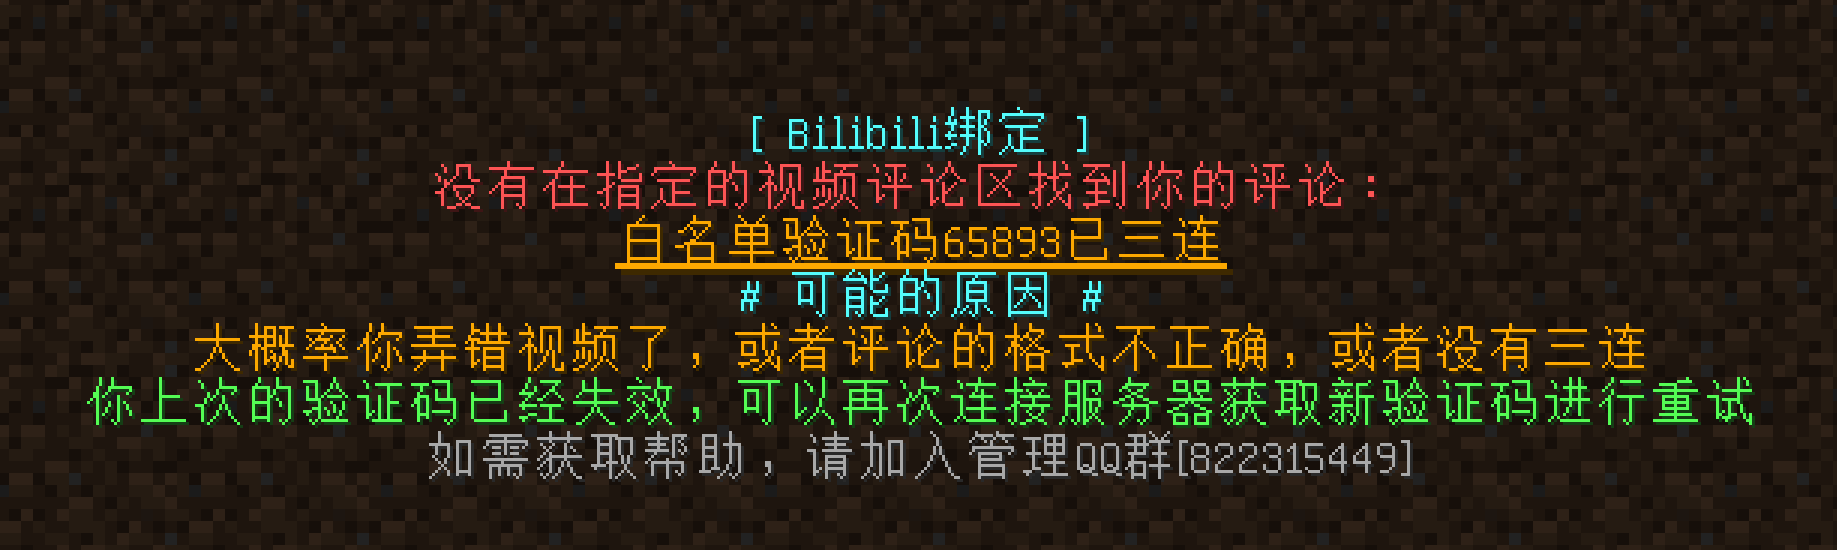 [ Bilibili绑定 ]
没有在指定的视频评论区找到你的评论：
白名单验证码65893已三连
# 可能的原因 #
大概率你弄错视频了，或者评论的格式不正确，或者没有三连
你上次的验证码已经失效，可以再次连接服务器获取新验证码进行重试
如需获取帮助，请加入管理QQ群[822315449]